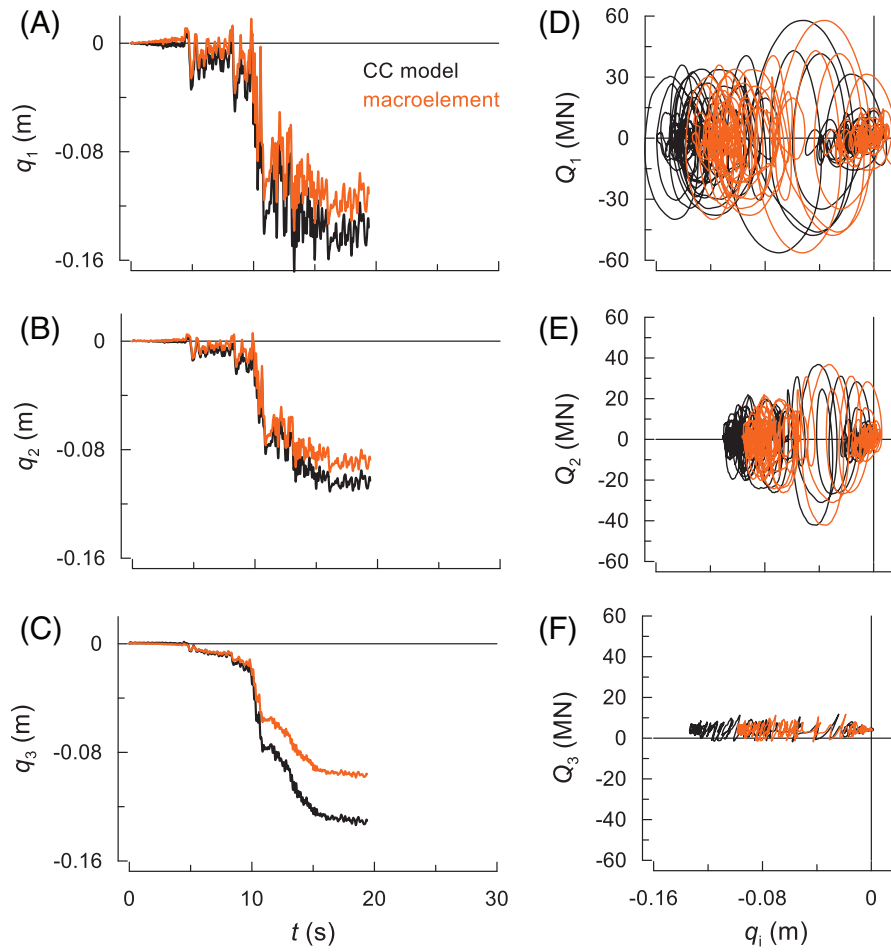 (A)
0
-0.08
-0.16
q1 (m)
CC model
macroelement
(B)
0
-0.08
-0.16
q2 (m)
(C)
0
-0.08
-0.16
q3 (m)
0 10 20 30
t (s)
(D)
60
30
0
-30
-60
Q1 (MN)
(E)
60
40
20
0
-20
-40
-60
Q2 (MN)
(F)
60
40
20
0
-20
-40
-60
Q3 (MN)
-0.16 -0.08 0
qi (m)